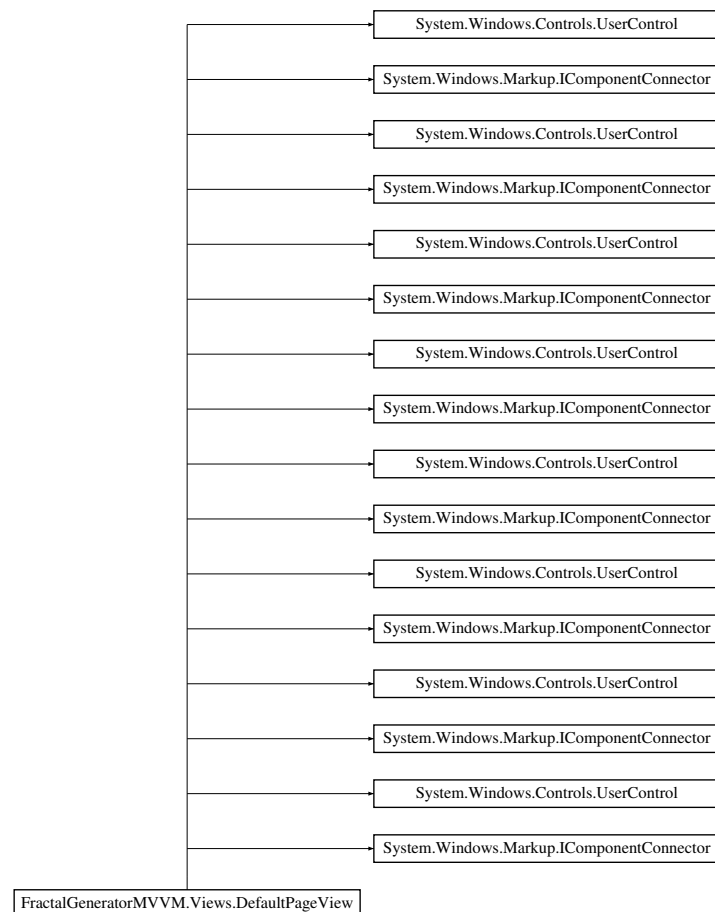 System.Windows.Controls.UserControl
System.Windows.Markup.IComponentConnector
System.Windows.Controls.UserControl
System.Windows.Markup.IComponentConnector
System.Windows.Controls.UserControl
System.Windows.Markup.IComponentConnector
System.Windows.Controls.UserControl
System.Windows.Markup.IComponentConnector
System.Windows.Controls.UserControl
System.Windows.Markup.IComponentConnector
System.Windows.Controls.UserControl
System.Windows.Markup.IComponentConnector
System.Windows.Controls.UserControl
System.Windows.Markup.IComponentConnector
System.Windows.Controls.UserControl
System.Windows.Markup.IComponentConnector
FractalGeneratorMVVM.Views.DefaultPageView